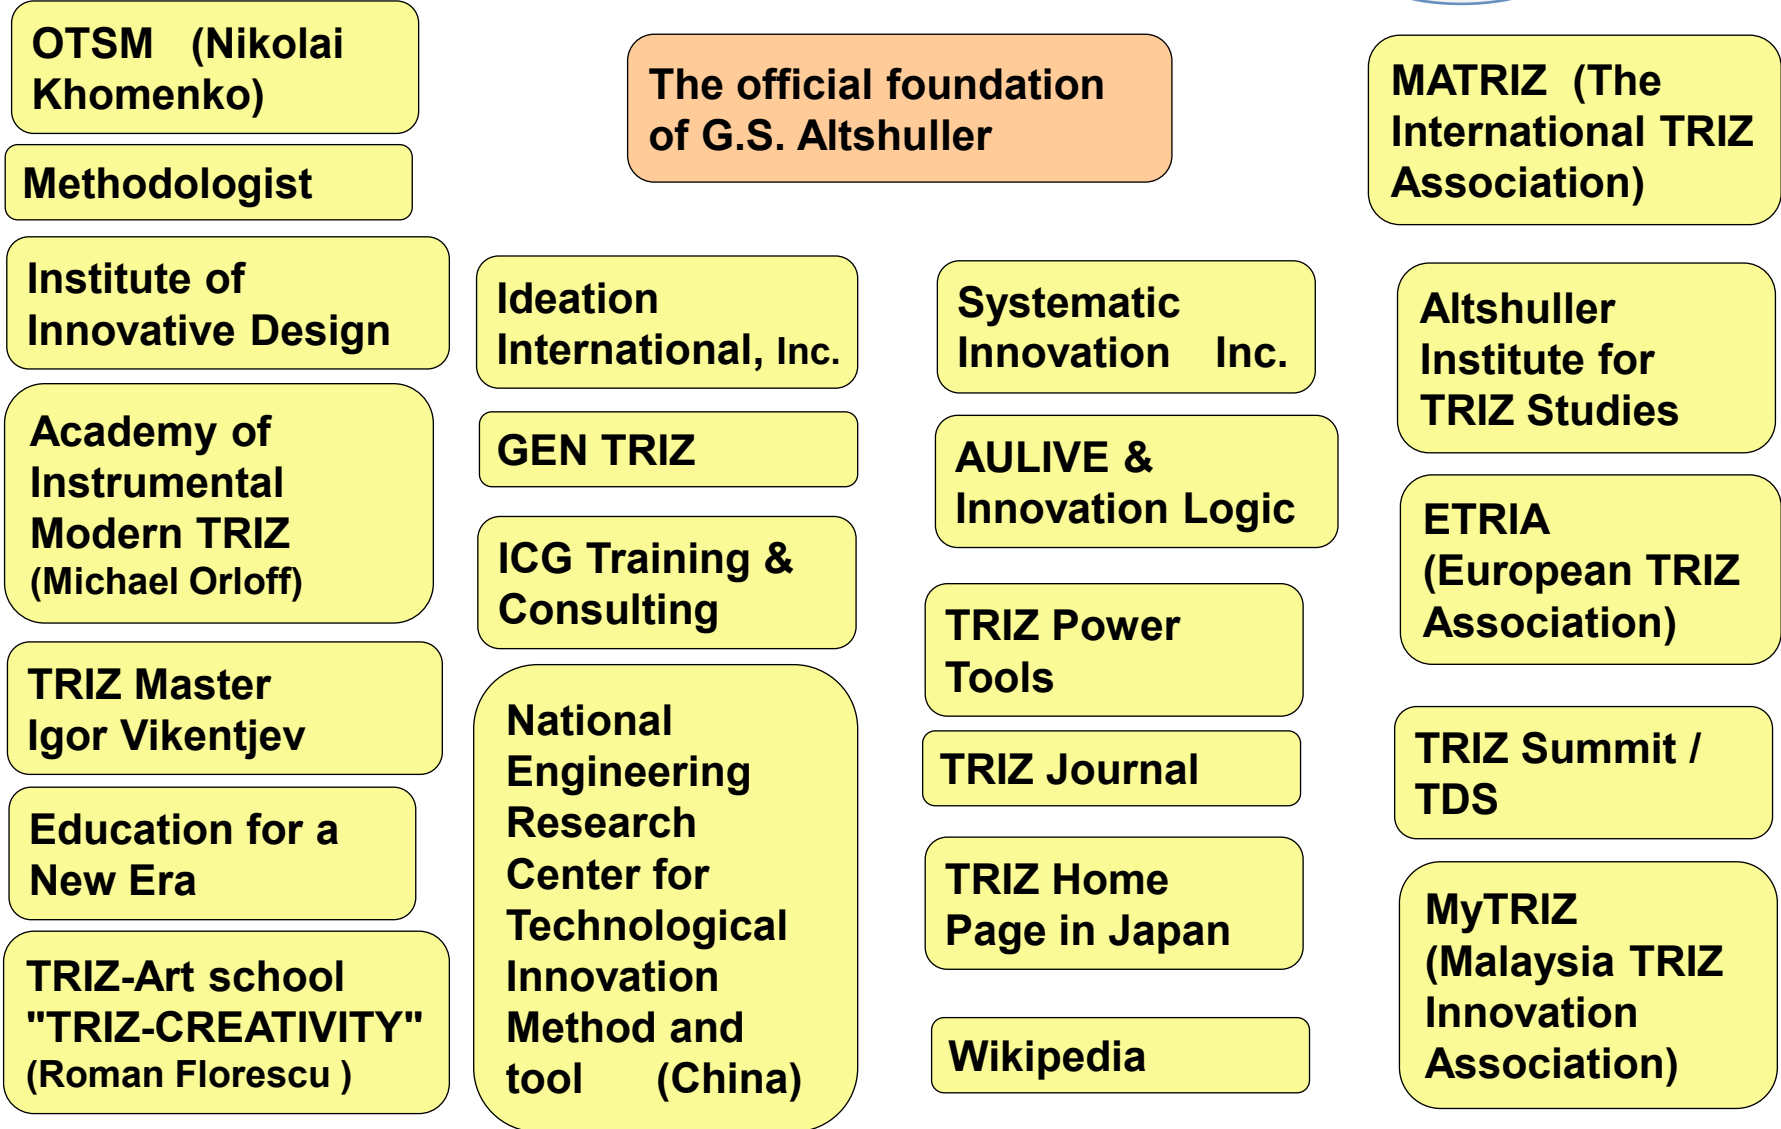 OTSM (Nikolai
Khomenko)
Methodologist
Institute of
Innovative Design
Academy of
Instrumental
Modern TRIZ
(Michael Orloff)
TRIZ Master
Igor Vikentjev
Education for a
New Era
TRIZ-Art school
"TRIZ-CREATIVITY"
(Roman Florescu )
The official foundation
of G.S. Altshuller
Ideation
International, Inc.
GEN TRIZ
ICG Training &
Consulting
National
Engineering
Research
Center for
Technological
Innovation
Method and
tool (China)
Systematic
Innovation Inc.
AULIVE &
Innovation Logic
TRIZ Power
Tools
TRIZ Journal
TRIZ Home
Page in Japan
Wikipedia
MATRIZ (The
International TRIZ
Association)
Altshuller
Institute for
TRIZ Studies
ETRIA
(European TRIZ
Association)
TRIZ Summit /
TDS
MyTRIZ
(Malaysia TRIZ
Innovation
Association)